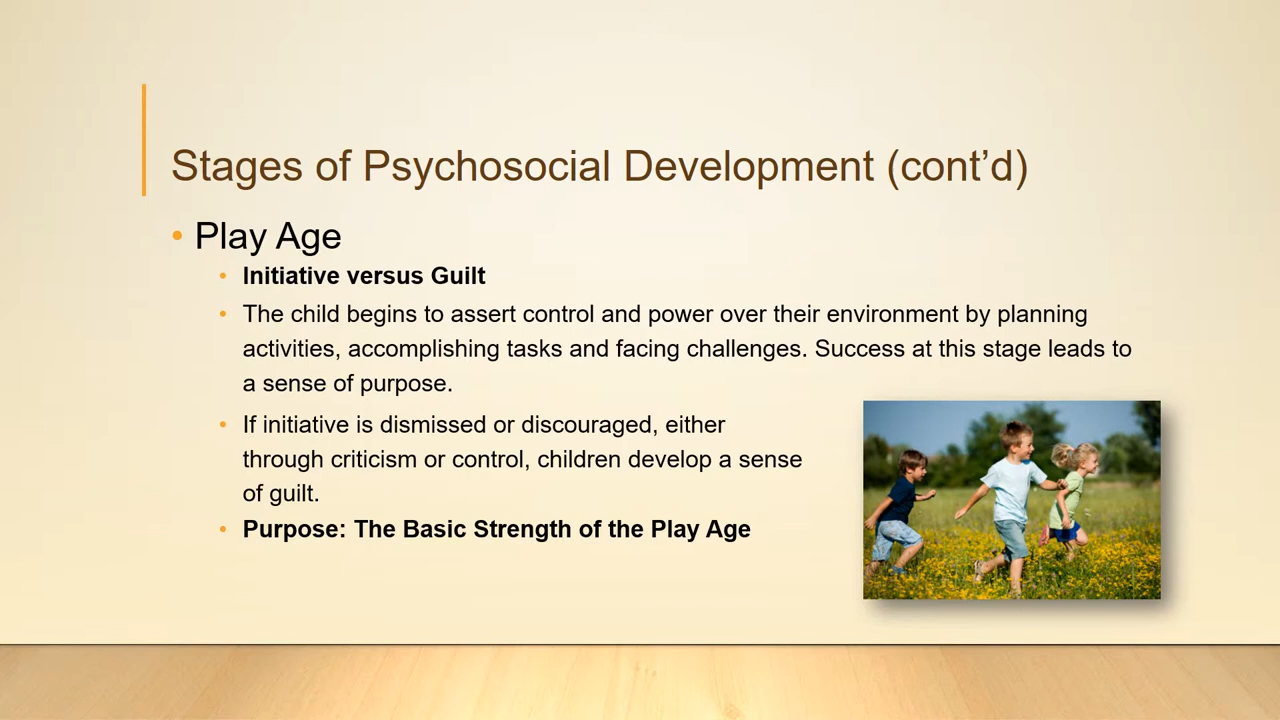 Stages of Psychosocial Development (cont’d)
• Play Age
• Initiative versus Guilt
• The child begins to assert control and power over their environment by planning
activities, accomplishing tasks and facing challenges. Success at this stage leads to
a sense of purpose.
• If initiative is dismissed or discouraged, either
through criticism or control, children develop a sense
of guilt.
• Purpose: The Basic Strength of the Play Age